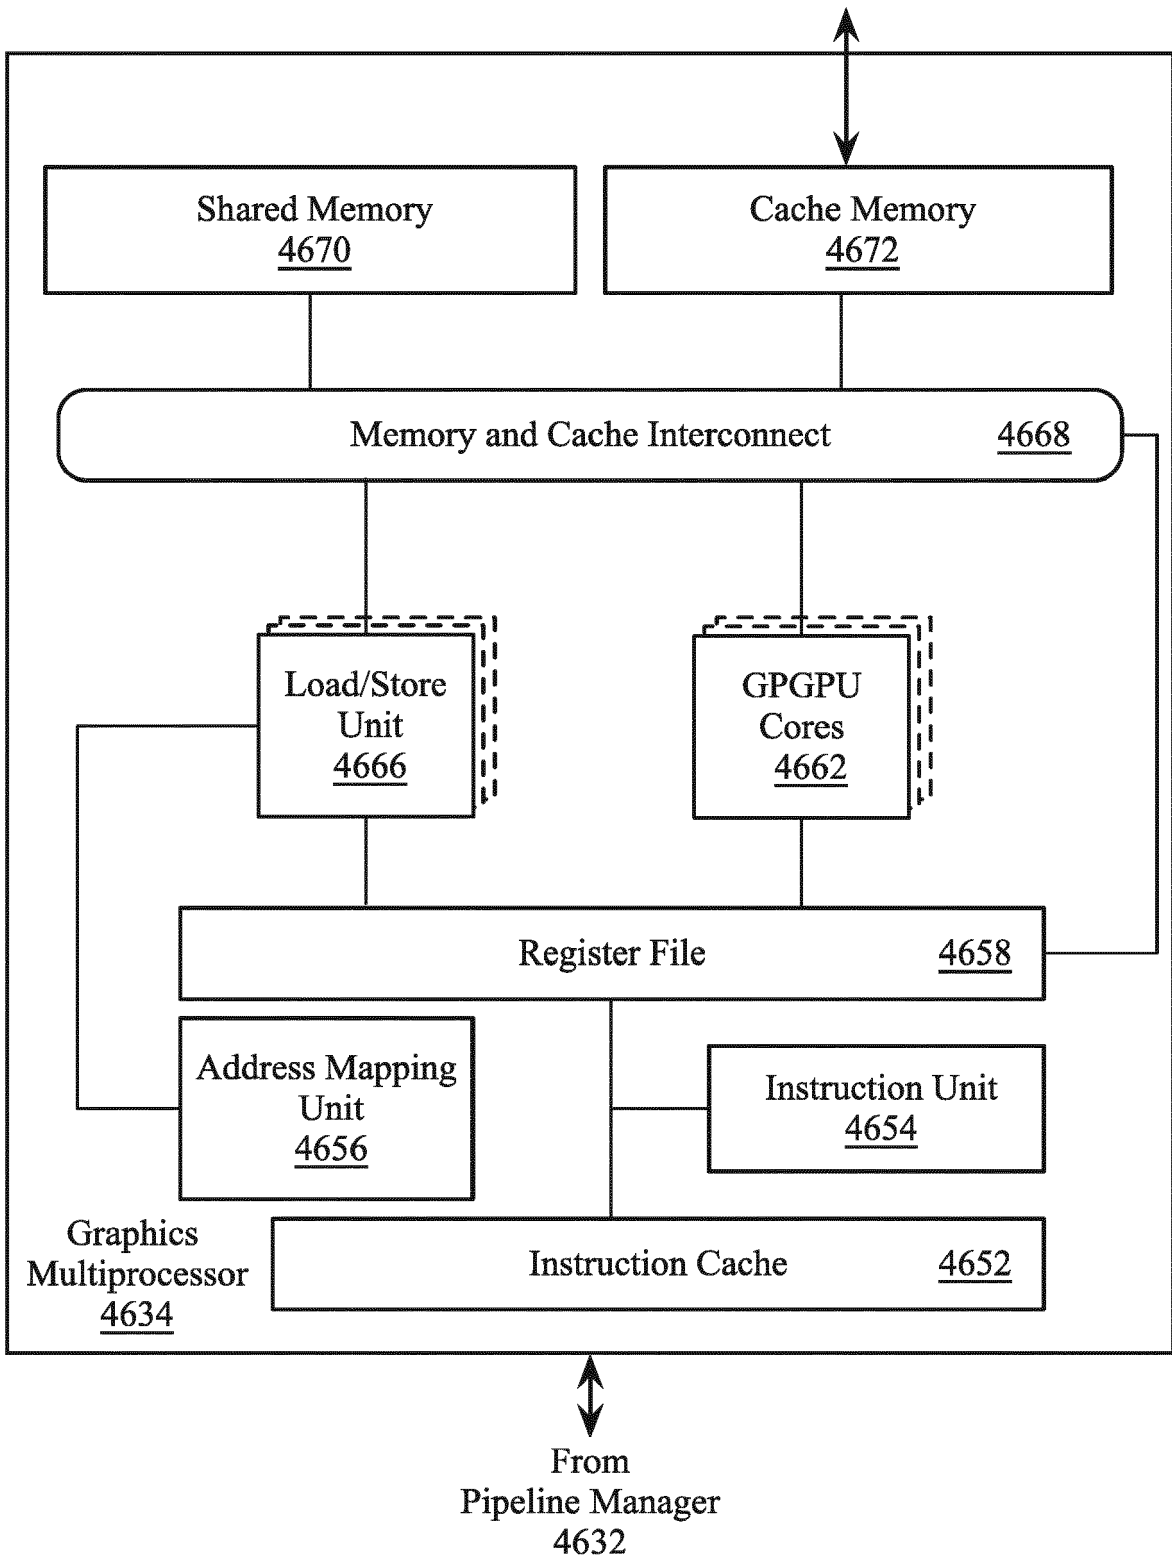 Shared Memory
4670
Cache Memory
4672
Memory and Cache Interconnect 4668
Load/Store
Unit
4666
GPGPU
Cores
4662
Register File 4658
Address Mapping
Unit
4656
Instruction Unit
4654
Graphics
Multiprocessor
4634
Instruction Cache 4652
From
Pipeline Manager
4632